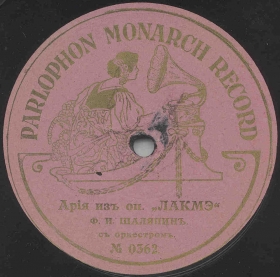 PARLOPHON MONARCH RECORD
Арія изъ оп. „ЛАКМЭ“
Ф. П. ШАЛЯПИНЪ
съ оркестромъ.
№ 0362